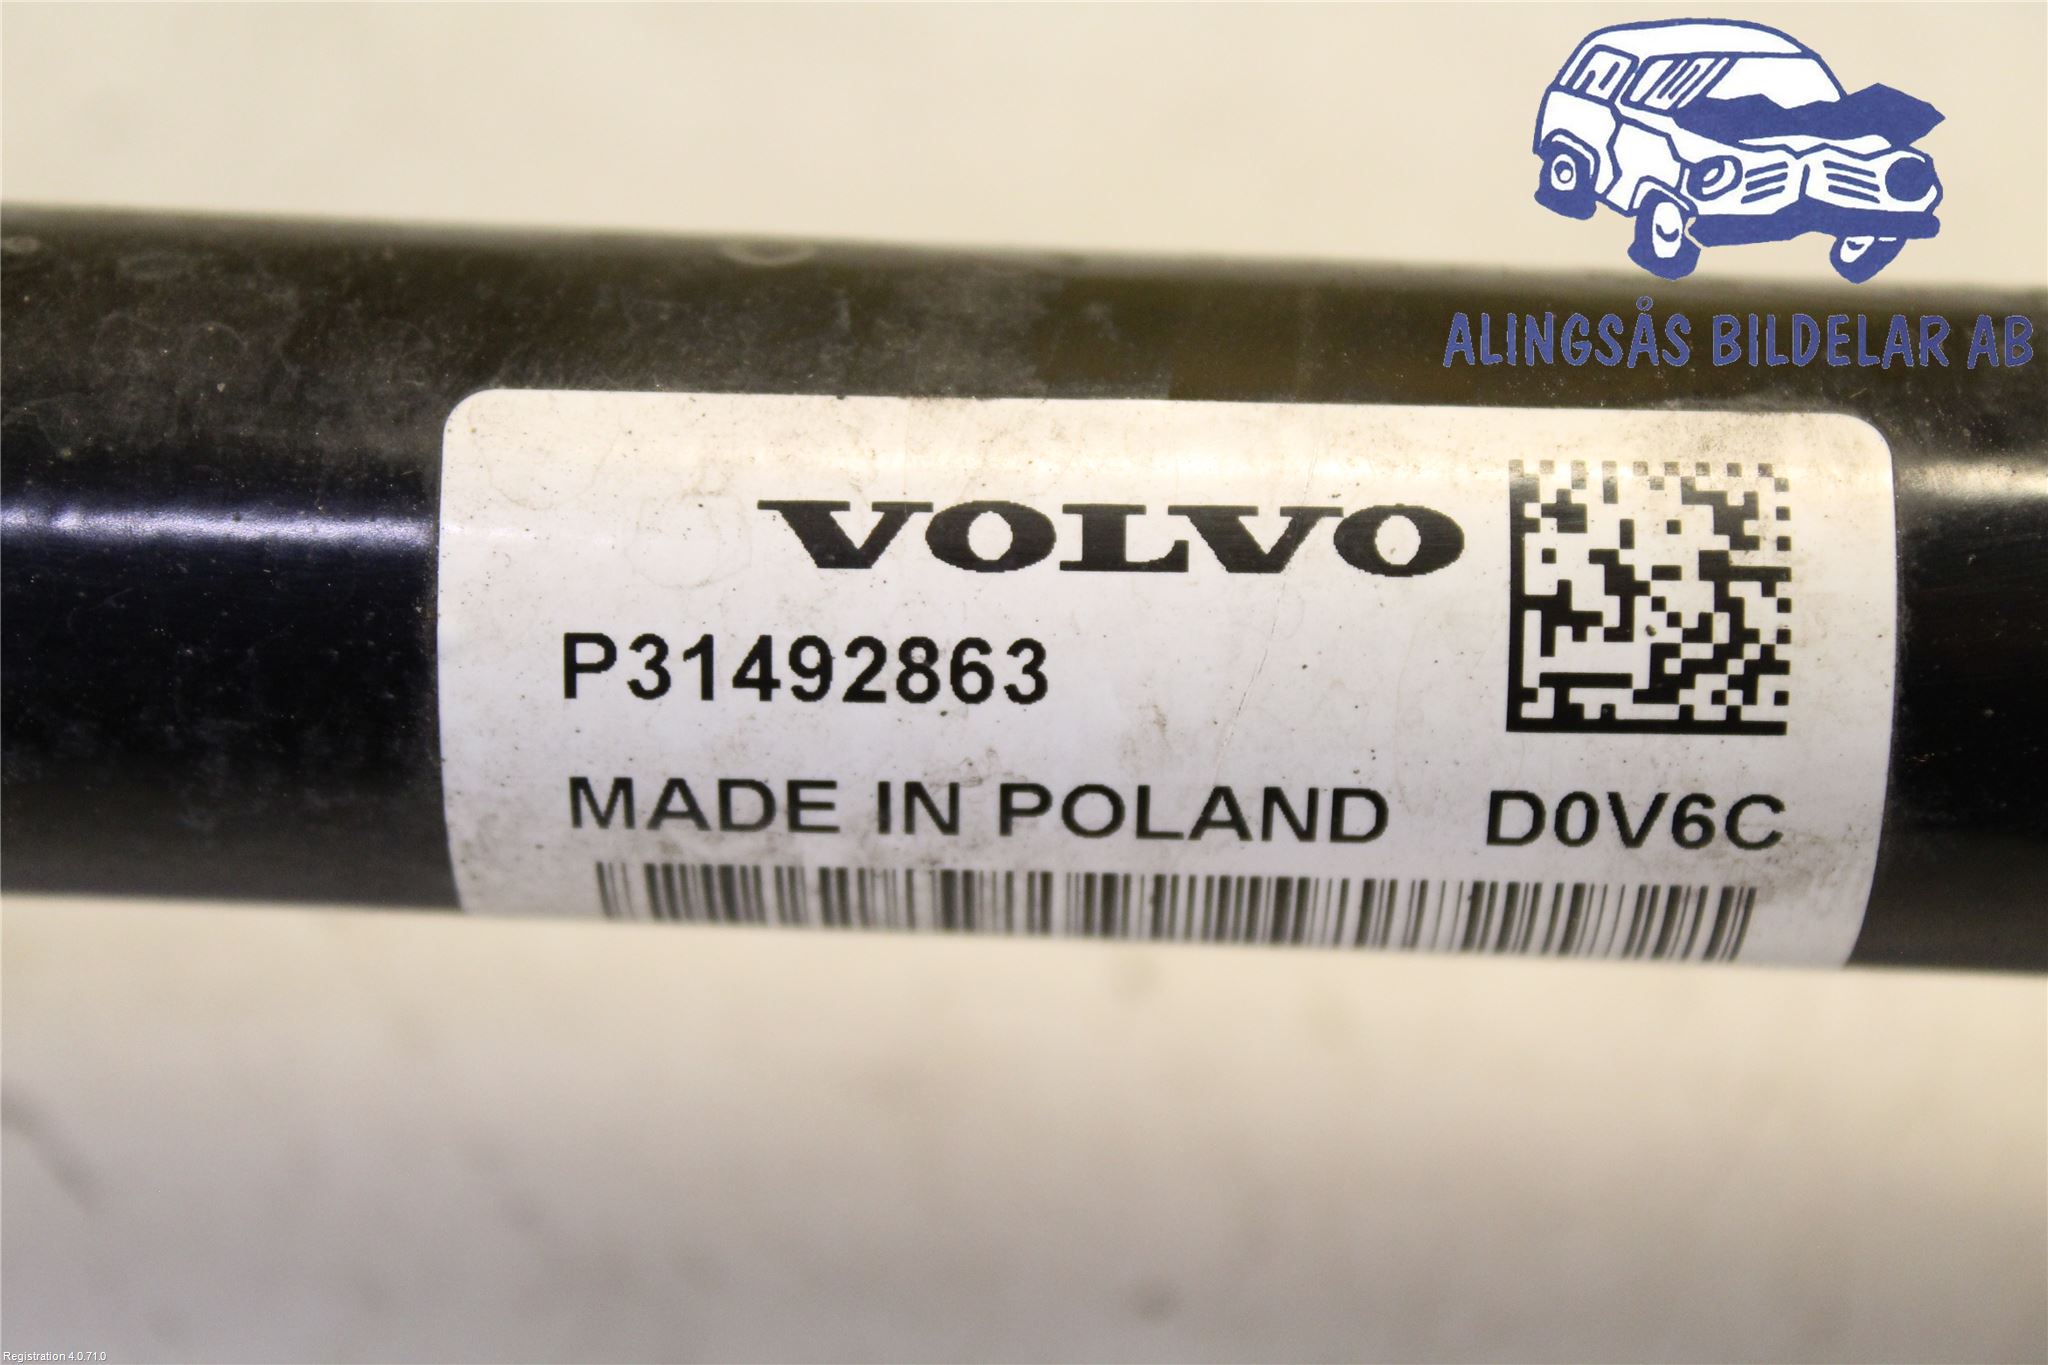 ALINGSÅS BILDELAR AB
VOLVO
P31492863
MADE IN POLAND D0V6C
Registration 4.0.71.0